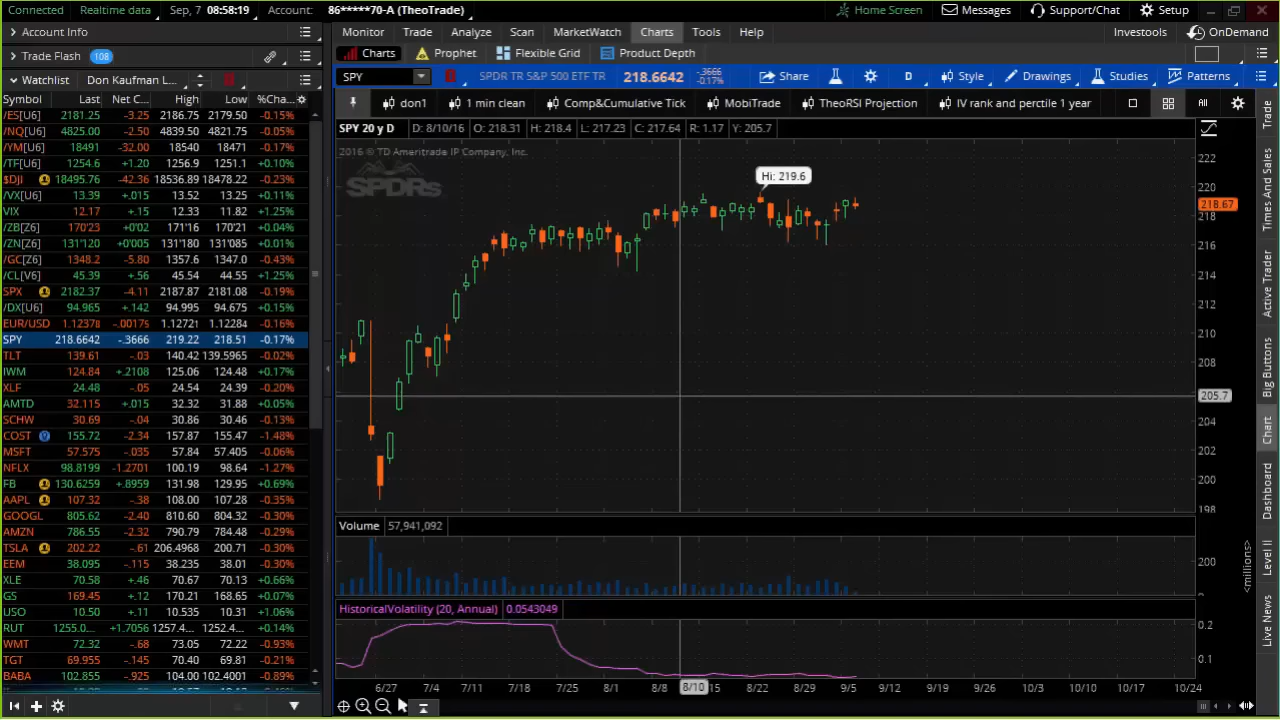 Connected Realtime data Sep, 7 08:58:19 Account: 86*****70-A (TheoTrade) Home Screen Messages Support/Chat Setup
Account Info
Trade Flash 108
Watchlist Don Kaufman L...
Symbol Last Net C... High Low %Cha...
/ES[U6] 2181.25 -3.25 2186.75 2179.50 -0.15%
/NQ[U6] 4825.00 -2.50 4839.50 4821.75 -0.05%
/YM[U6] 18491 -32.00 18540 18471 -0.17%
/TF[U6] 1254.6 +1.20 1256.9 1251.1 +0.10%
$DJI 18495.76 -42.36 18536.89 18478.22 -0.23%
/VX[U6] 13.39 +.015 13.52 13.25 +0.11%
VIX 12.17 +.15 12.33 11.82 +1.25%
/ZB[Z6] 170'23 +0'02 171'16 170'21 +0.04%
/ZN[Z6] 131'120 +0'015 131'180 131'085 +0.01%
/GC[Z6] 1348.2 -5.80 1357.6 1347.0 -0.43%
/CL[V6] 45.39 +.56 45.54 44.55 +1.25%
SPX 2182.37 -4.11 2187.87 2181.08 -0.19%
/DX[U6] 94.965 +.142 94.995 94.675 +0.15%
EUR/USD 1.12378 -.00175 1.12721 1.12284 -0.16%
SPY 218.6642 -.3666 219.22 218.51 -0.17%
TLT 139.61 -.03 140.42 139.5965 -0.02%
IWM 124.84 +.2108 125.06 124.48 +0.17%
XLF 24.48 -.05 24.54 24.39 -0.20%
AMTD 32.115 +.015 32.32 31.88 +0.05%
SCHW 30.69 -.04 30.86 30.46 -0.13%
COST 155.72 -2.34 157.87 155.47 -1.48%
MSFT 57.575 -.035 57.84 57.405 -0.06%
NFLX 98.8199 -1.2701 100.19 98.64 -1.27%
FB 130.6259 +.8959 131.98 129.95 +0.69%
AAPL 107.32 -.38 108.00 107.28 -0.35%
GOOGL 805.62 -2.40 810.60 804.32 -0.30%
AMZN 786.55 -2.32 790.79 784.48 -0.29%
TSLA 202.22 -.61 206.4968 200.71 -0.30%
EEM 38.095 -.115 38.235 38.01 -0.30%
XLE 70.58 +.46 70.67 70.13 +0.66%
GS 169.45 +.12 170.21 168.65 +0.07%
USO 10.50 +.11 10.535 10.31 +1.06%
RUT 1255.0... +1.7056 1257.4... 1252.4... +0.14%
WMT 72.32 -.68 73.05 72.22 -0.93%
TGT 69.955 -.145 70.40 69.81 -0.21%
BABA 102.855 -.925 104.00 102.4001 -0.89%
Monitor Trade Analyze Scan MarketWatch Charts Tools Help Investools OnDemand
Charts Prophet Flexible Grid Product Depth
SPY SPDR TR S&P 500 ETF TR 218.6642 -.3666 -0.17% Share D Style Drawings Studies Patterns
don1 1 min clean Comp&Cumulative Tick MobiTrade TheoRSI Projection IV rank and perctile 1 year All
SPY 20 y D D: 8/10/16 O: 218.31 H: 218.4 L: 217.23 C: 217.64 R: 1.17 Y: 205.7
2016 © TD Ameritrade IP Company, Inc.
SPDRs
Hi: 219.6
222
220
218.67
218
216
214
212
210
208
205.7
204
202
200
198
Volume 57,941,092
200
<millions>
HistoricalVolatility (20, Annual) 0.0543049
0.2
0.1
6/27 7/4 7/11 7/18 7/25 8/1 8/8 8/10 15 8/22 8/29 9/5 9/12 9/19 9/26 10/3 10/10 10/17 10/24
Trade
Times And Sales
Active Trader
Big Buttons
Chart
Dashboard
Level II
Live News